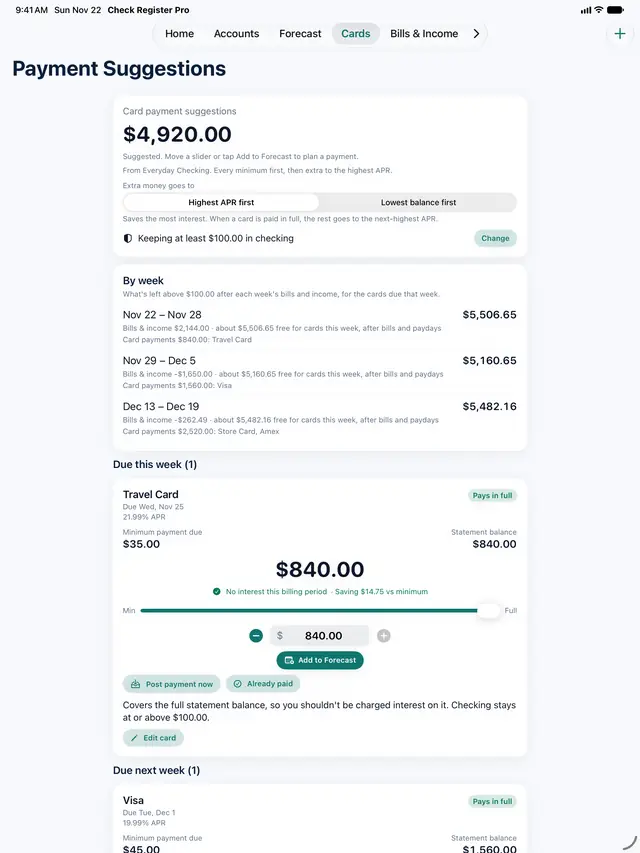 9:41 AM Sun Nov 22 Check Register Pro
Home Accounts Forecast Cards Bills & Income
Payment Suggestions
Card payment suggestions
$4,920.00
Suggested. Move a slider or tap Add to Forecast to plan a payment.
From Everyday Checking. Every minimum first, then extra to the highest APR.
Extra money goes to
Highest APR first Lowest balance first
Saves the most interest. When a card is paid in full, the rest goes to the next-highest APR.
Keeping at least $100.00 in checking Change
By week
What's left above $100.00 after each week's bills and income, for the cards due that week.
Nov 22 – Nov 28 $5,506.65
Bills & income $2,144.00 · about $5,506.65 free for cards this week, after bills and paydays
Card payments $840.00: Travel Card
Nov 29 – Dec 5 $5,160.65
Bills & income -$1,650.00 · about $5,160.65 free for cards this week, after bills and paydays
Card payments $1,560.00: Visa
Dec 13 – Dec 19 $5,482.16
Bills & income -$262.49 · about $5,482.16 free for cards this week, after bills and paydays
Card payments $2,520.00: Store Card, Amex
Due this week (1)
Travel Card Pays in full
Due Wed, Nov 25
21.99% APR
Minimum payment due Statement balance
$35.00 $840.00
$840.00
No interest this billing period · Saving $14.75 vs minimum
Min Full
$ 840.00
Add to Forecast
Post payment now Already paid
Covers the full statement balance, so you shouldn't be charged interest on it. Checking stays
at or above $100.00.
Edit card
Due next week (1)
Visa Pays in full
Due Tue, Dec 1
19.99% APR
Minimum payment due Statement balance
$45.00 $1,560.00